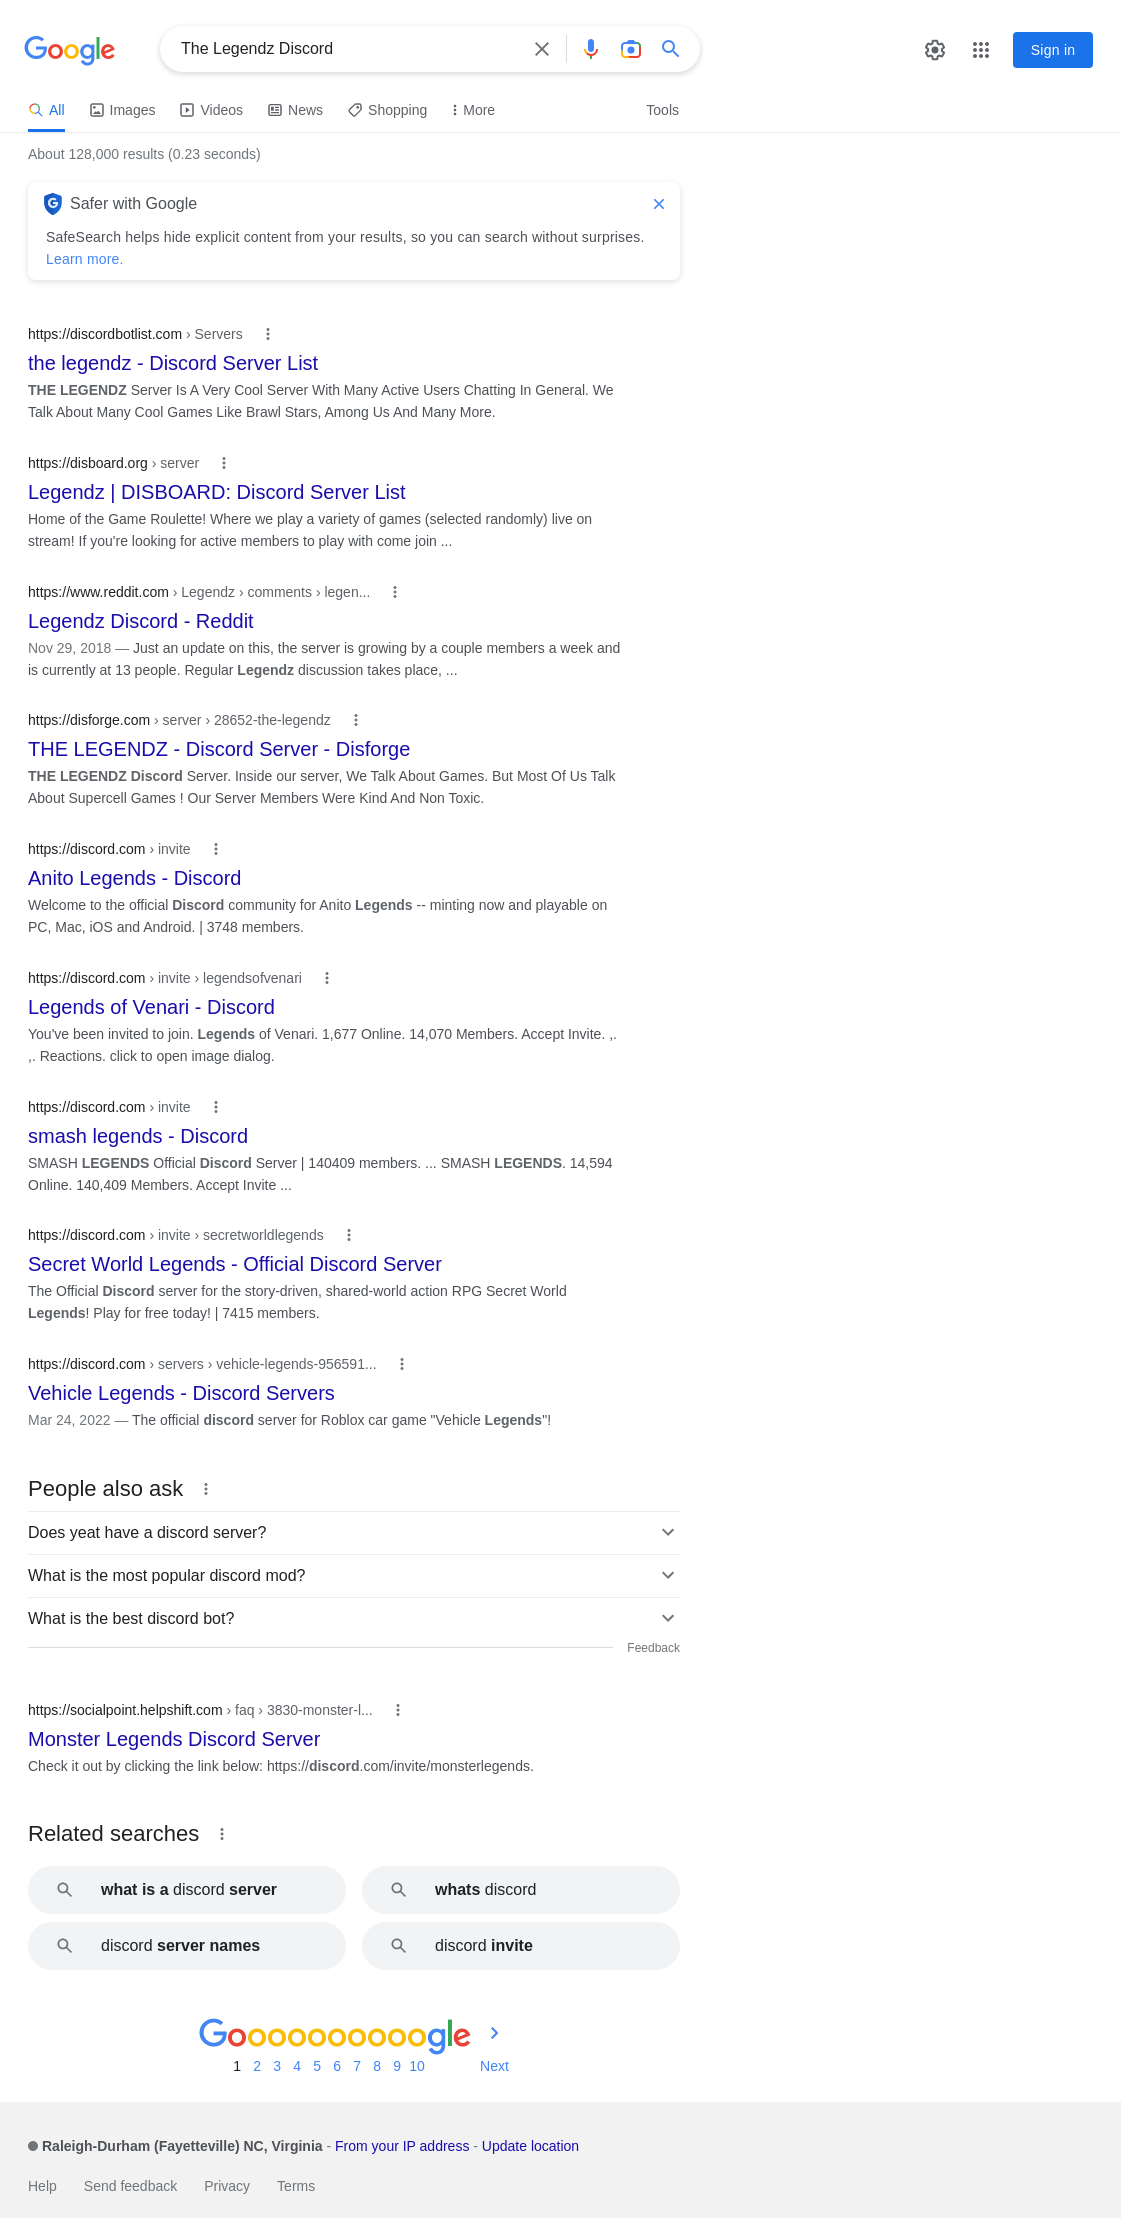 Google
The Legendz Discord
Sign in
All Images Videos News Shopping More Tools
About 128,000 results (0.23 seconds)
Safer with Google
SafeSearch helps hide explicit content from your results, so you can search without surprises.
Learn more.
https://discordbotlist.com › Servers
the legendz - Discord Server List
THE LEGENDZ Server Is A Very Cool Server With Many Active Users Chatting In General. We
Talk About Many Cool Games Like Brawl Stars, Among Us And Many More.
https://disboard.org › server
Legendz | DISBOARD: Discord Server List
Home of the Game Roulette! Where we play a variety of games (selected randomly) live on
stream! If you're looking for active members to play with come join ...
https://www.reddit.com › Legendz › comments › legen...
Legendz Discord - Reddit
Nov 29, 2018 — Just an update on this, the server is growing by a couple members a week and
is currently at 13 people. Regular Legendz discussion takes place, ...
https://disforge.com › server › 28652-the-legendz
THE LEGENDZ - Discord Server - Disforge
THE LEGENDZ Discord Server. Inside our server, We Talk About Games. But Most Of Us Talk
About Supercell Games ! Our Server Members Were Kind And Non Toxic.
https://discord.com › invite
Anito Legends - Discord
Welcome to the official Discord community for Anito Legends -- minting now and playable on
PC, Mac, iOS and Android. | 3748 members.
https://discord.com › invite › legendsofvenari
Legends of Venari - Discord
You've been invited to join. Legends of Venari. 1,677 Online. 14,070 Members. Accept Invite. ,.
,. Reactions. click to open image dialog.
https://discord.com › invite
smash legends - Discord
SMASH LEGENDS Official Discord Server | 140409 members. ... SMASH LEGENDS. 14,594
Online. 140,409 Members. Accept Invite ...
https://discord.com › invite › secretworldlegends
Secret World Legends - Official Discord Server
The Official Discord server for the story-driven, shared-world action RPG Secret World
Legends! Play for free today! | 7415 members.
https://discord.com › servers › vehicle-legends-956591...
Vehicle Legends - Discord Servers
Mar 24, 2022 — The official discord server for Roblox car game "Vehicle Legends"!
People also ask
Does yeat have a discord server?
What is the most popular discord mod?
What is the best discord bot?
Feedback
https://socialpoint.helpshift.com › faq › 3830-monster-l...
Monster Legends Discord Server
Check it out by clicking the link below: https://discord.com/invite/monsterlegends.
Related searches
what is a discord server
whats discord
discord server names
discord invite
Goooooooooogle
1 2 3 4 5 6 7 8 9 10 Next
Raleigh-Durham (Fayetteville) NC, Virginia - From your IP address - Update location
Help Send feedback Privacy Terms